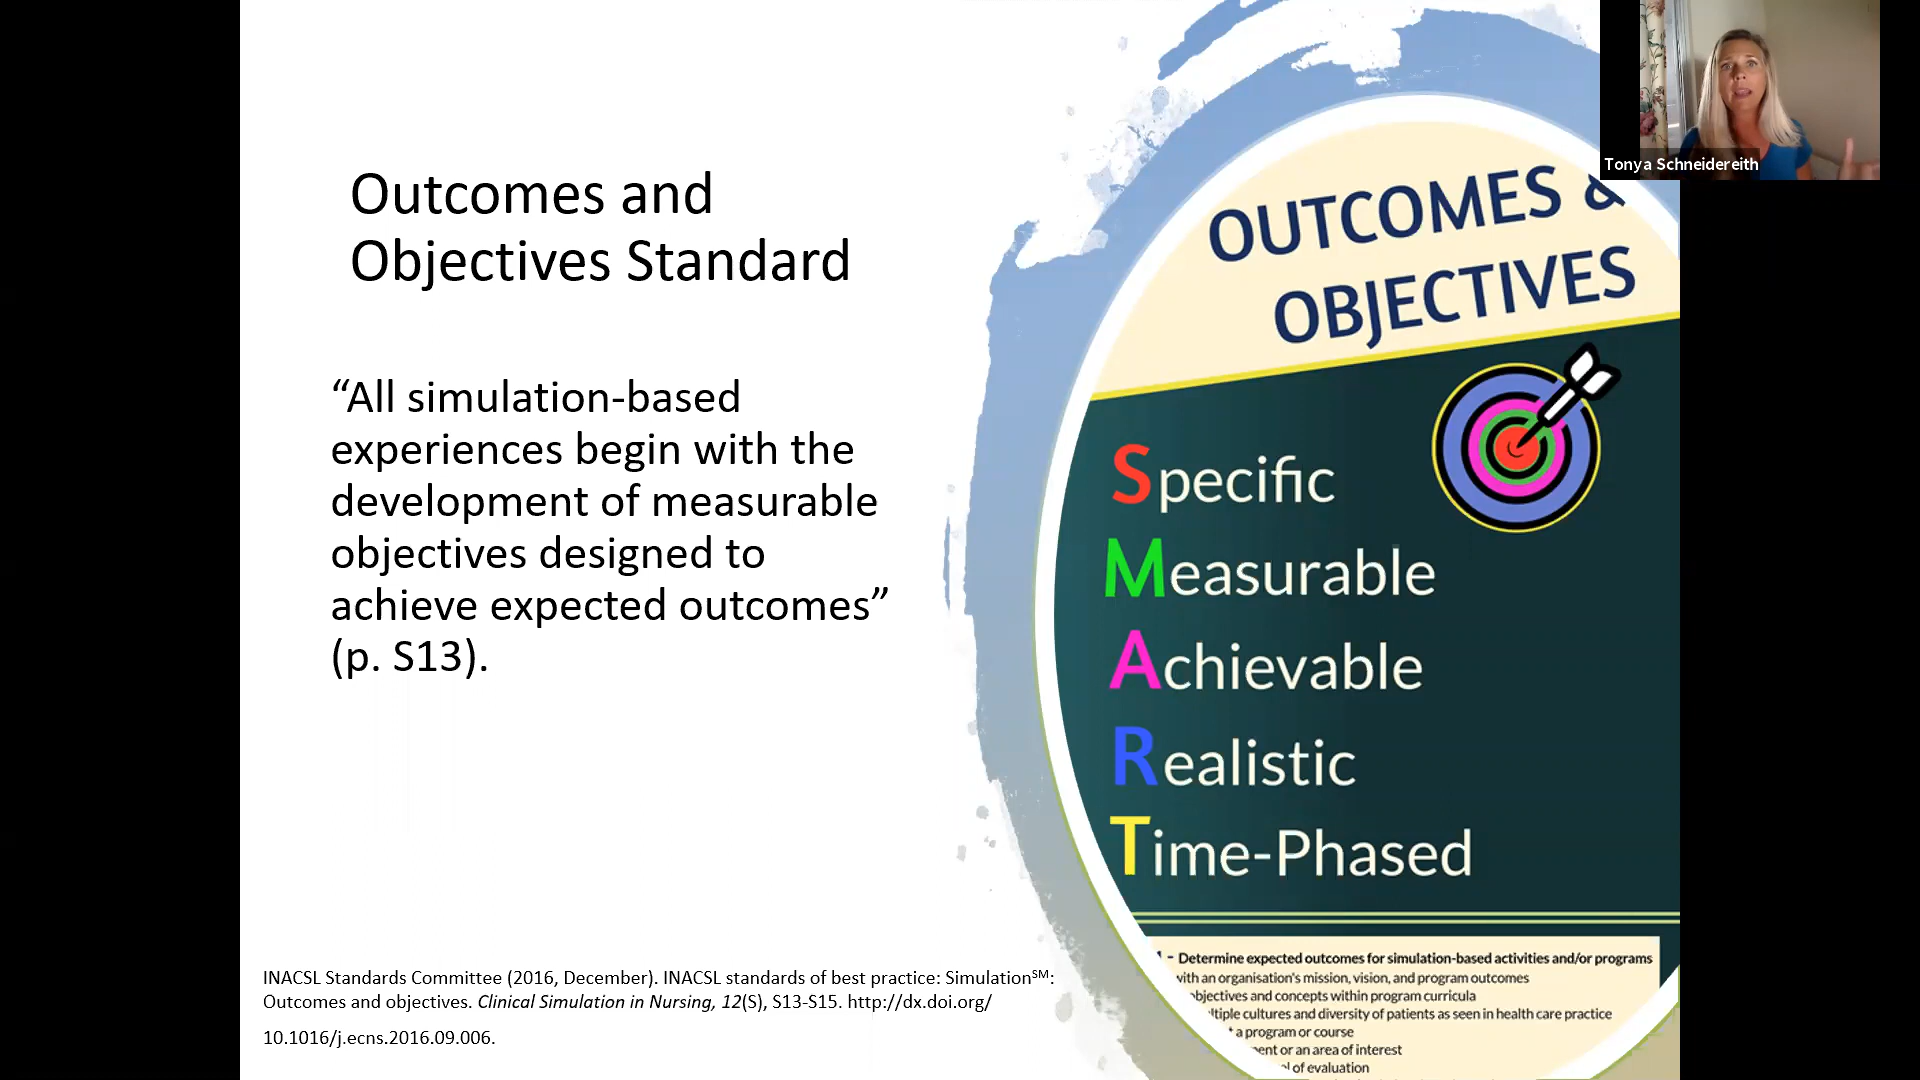 Outcomes and
Objectives Standard
“All simulation-based
experiences begin with the
development of measurable
objectives designed to
achieve expected outcomes”
(p. S13).
INACSL Standards Committee (2016, December). INACSL standards of best practice: Simulation℠:
Outcomes and objectives. Clinical Simulation in Nursing, 12(S), S13-S15. http://dx.doi.org/
10.1016/j.ecns.2016.09.006.
OUTCOMES &
OBJECTIVES
Specific
Measurable
Achievable
Realistic
Time-Phased
- Determine expected outcomes for simulation-based activities and/or programs
with an organisation's mission, vision, and program outcomes
objectives and concepts within program curricula
cultures and diversity of patients as seen in health care practice
a program or course
or an area of interest
of evaluation
Tonya Schneidereith